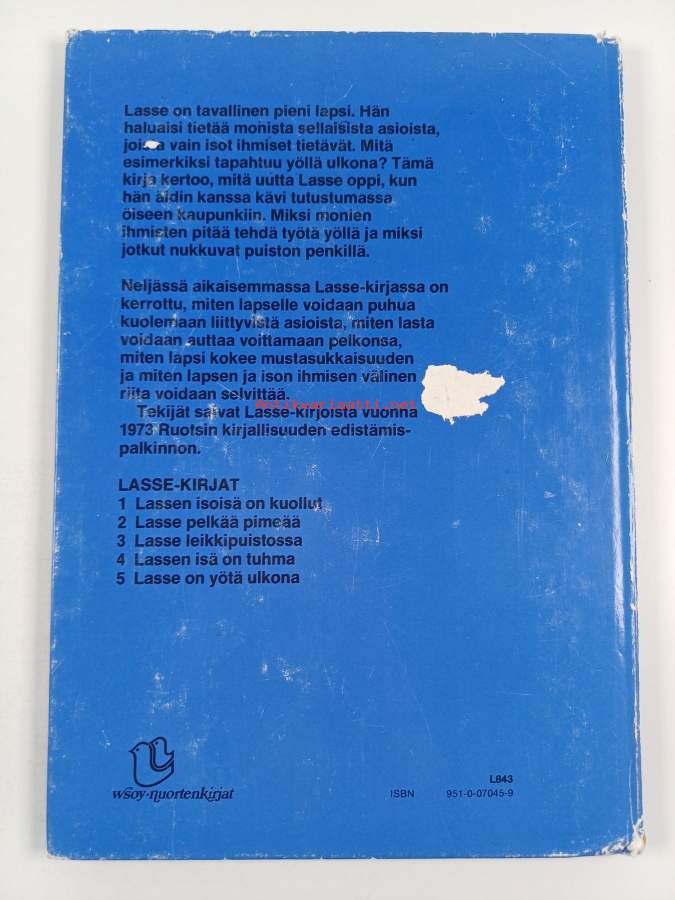 Lasse on tavallinen pieni lapsi. Hän
haluaisi tietää monista sellaisista asioista,
joista vain isot ihmiset tietävät. Mitä
esimerkiksi tapahtuu yöllä ulkona? Tämä
kirja kertoo, mitä uutta Lasse oppi, kun
hän äidin kanssa kävi tutustumassa
öiseen kaupunkiin. Miksi monien
ihmisten pitää tehdä työtä yöllä ja miksi
jotkut nukkuvat puiston penkillä.
Neljässä aikaisemmassa Lasse-kirjassa on
kerrottu, miten lapselle voidaan puhua
kuolemaan liittyvistä asioista, miten lasta
voidaan auttaa voittamaan pelkonsa,
miten lapsi kokee mustasukkaisuuden
ja miten lapsen ja ison ihmisen välinen
riita voidaan selvittää.
Antikvariaatti.net
Tekijät saivat Lasse-kirjoista vuonna
1973 Ruotsin kirjallisuuden edistämis-
palkinnon.
LASSE-KIRJAT
1 Lassen isoisä on kuollut
2 Lasse pelkää pimeää
3 Lasse leikkipuistossa
4 Lassen isä on tuhma
5 Lasse on yötä ulkona
L843
wsoy-nuortenkirjat
ISBN 951-0-07045-9